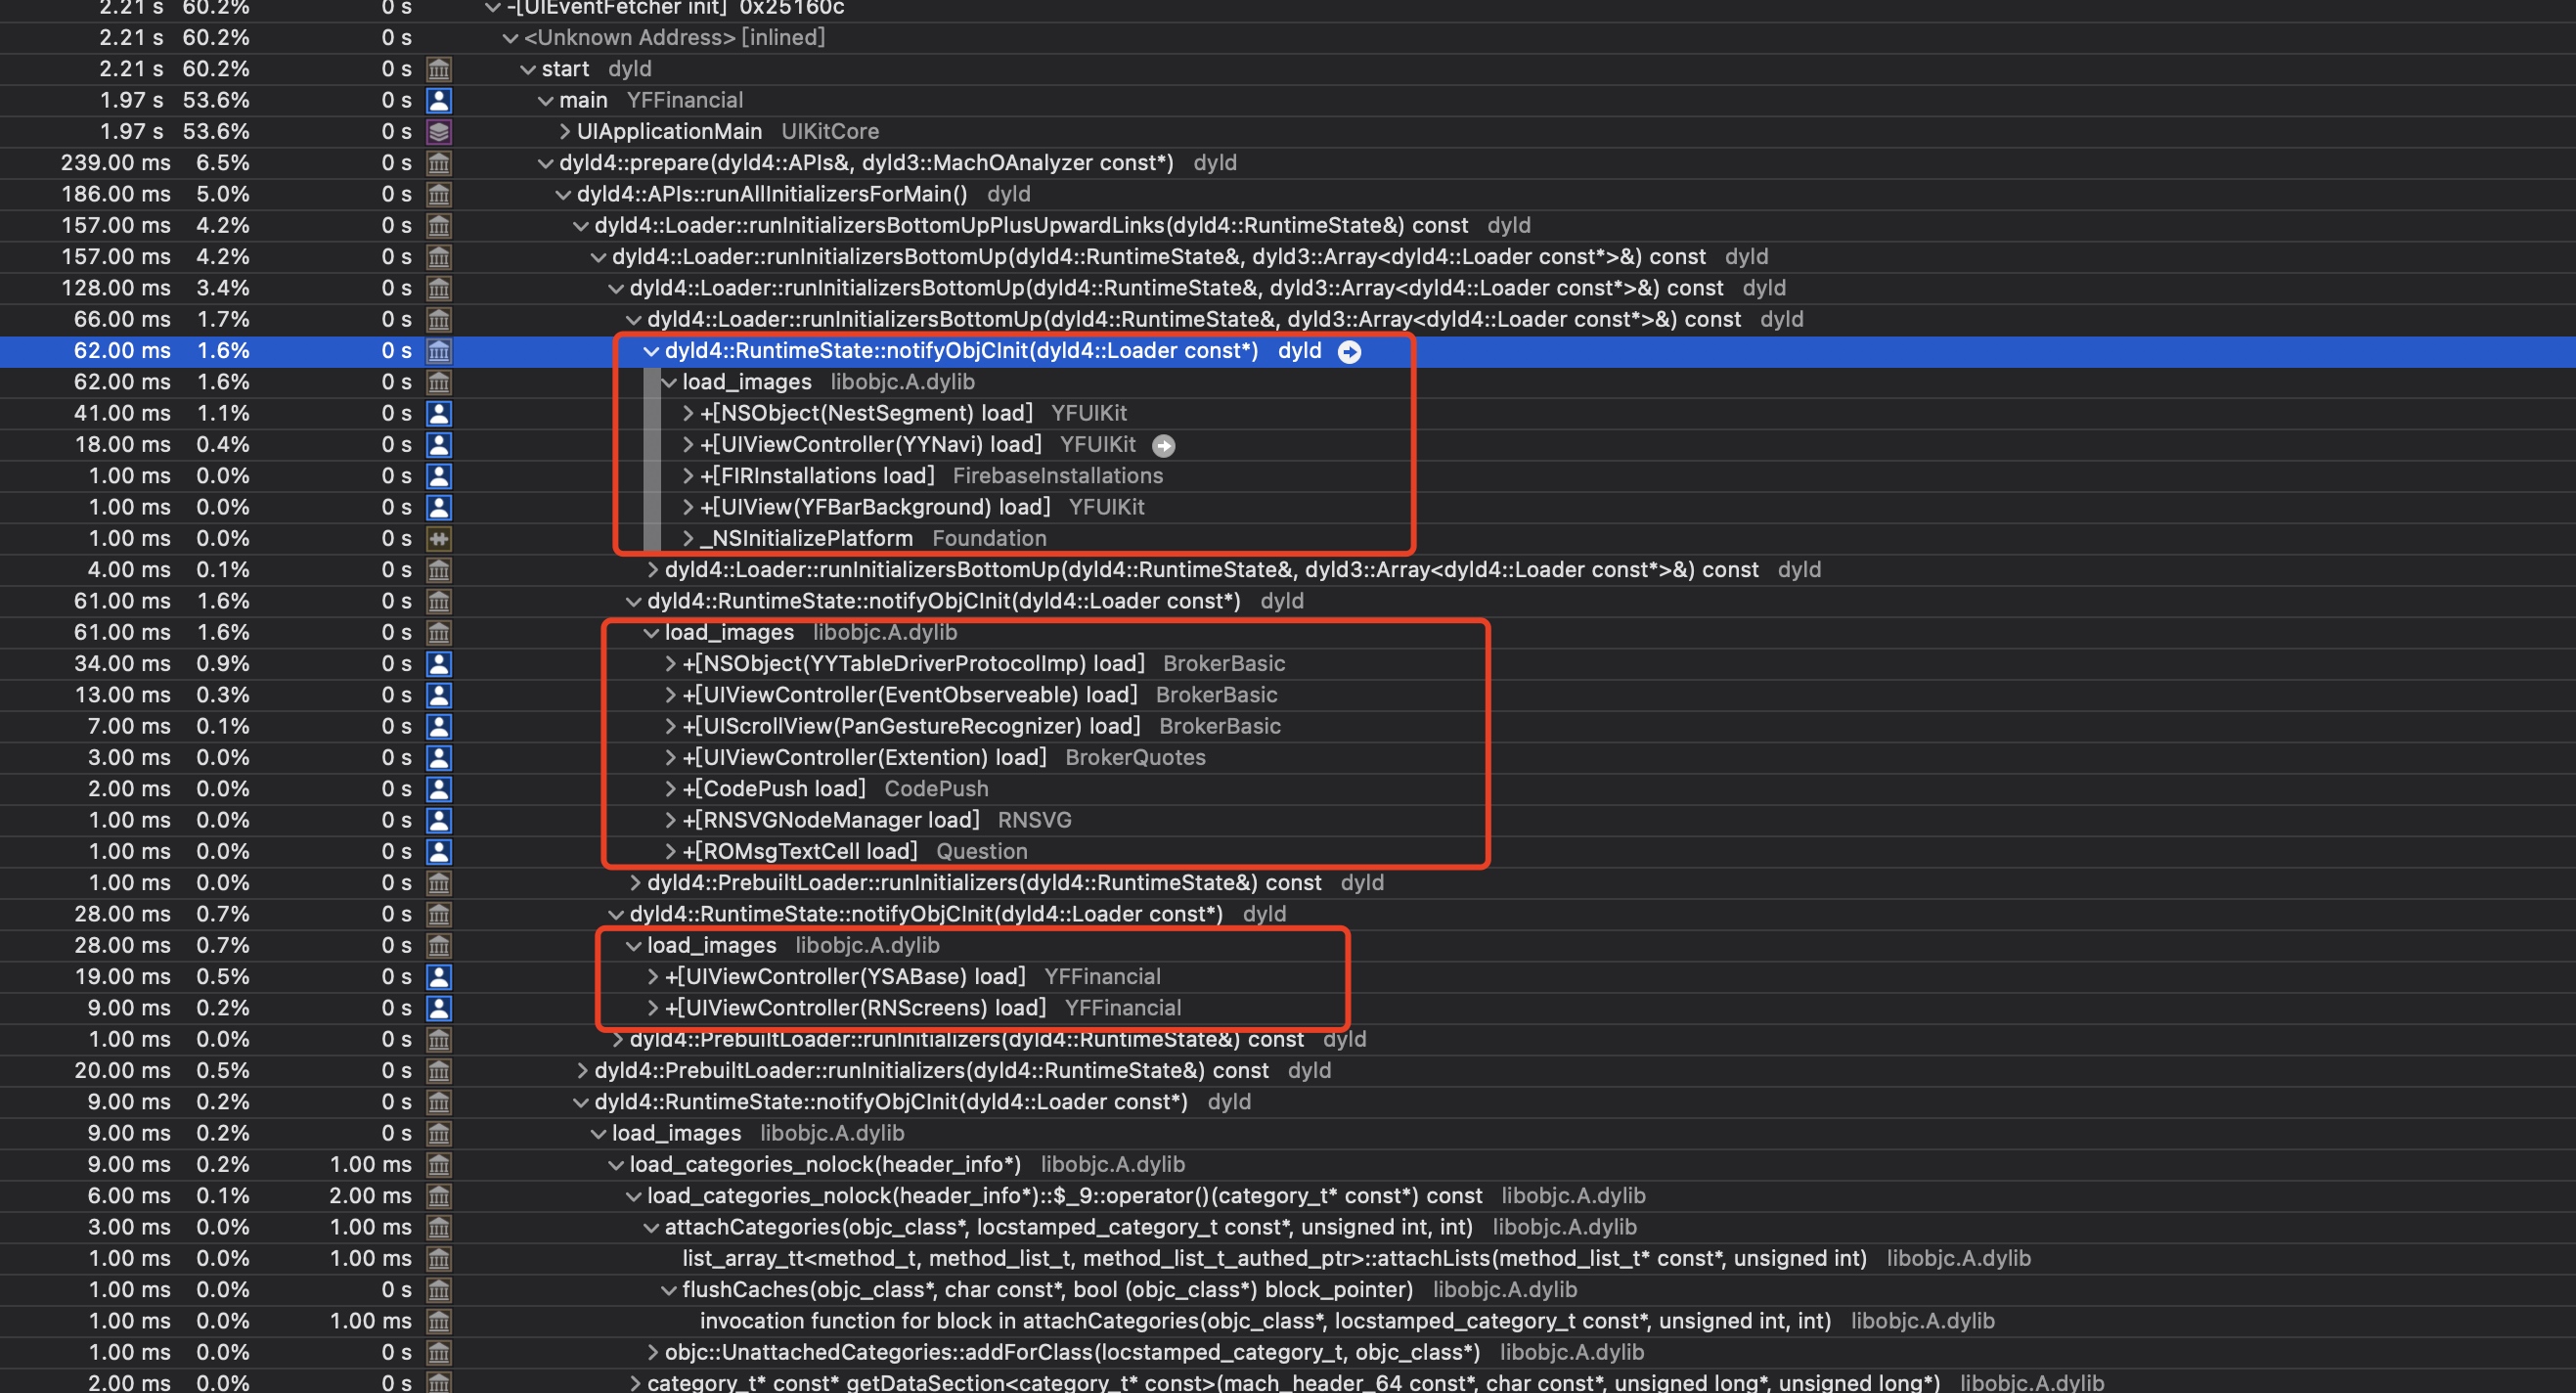 2.21 s 60.2% 0 s -[UIEventFetcher init] 0x25160c
2.21 s 60.2% 0 s <Unknown Address> [inlined]
2.21 s 60.2% 0 s start dyld
1.97 s 53.6% 0 s main YFFinancial
1.97 s 53.6% 0 s UIApplicationMain UIKitCore
239.00 ms 6.5% 0 s dyld4::prepare(dyld4::APIs&, dyld3::MachOAnalyzer const*) dyld
186.00 ms 5.0% 0 s dyld4::APIs::runAllInitializersForMain() dyld
157.00 ms 4.2% 0 s dyld4::Loader::runInitializersBottomUpPlusUpwardLinks(dyld4::RuntimeState&) const dyld
157.00 ms 4.2% 0 s dyld4::Loader::runInitializersBottomUp(dyld4::RuntimeState&, dyld3::Array<dyld4::Loader const*>&) const dyld
128.00 ms 3.4% 0 s dyld4::Loader::runInitializersBottomUp(dyld4::RuntimeState&, dyld3::Array<dyld4::Loader const*>&) const dyld
66.00 ms 1.7% 0 s dyld4::Loader::runInitializersBottomUp(dyld4::RuntimeState&, dyld3::Array<dyld4::Loader const*>&) const dyld
62.00 ms 1.6% 0 s dyld4::RuntimeState::notifyObjCInit(dyld4::Loader const*) dyld
62.00 ms 1.6% 0 s load_images libobjc.A.dylib
41.00 ms 1.1% 0 s +[NSObject(NestSegment) load] YFUIKit
18.00 ms 0.4% 0 s +[UIViewController(YYNavi) load] YFUIKit
1.00 ms 0.0% 0 s +[FIRInstallations load] FirebaseInstallations
1.00 ms 0.0% 0 s +[UIView(YFBarBackground) load] YFUIKit
1.00 ms 0.0% 0 s _NSInitializePlatform Foundation
4.00 ms 0.1% 0 s dyld4::Loader::runInitializersBottomUp(dyld4::RuntimeState&, dyld3::Array<dyld4::Loader const*>&) const dyld
61.00 ms 1.6% 0 s dyld4::RuntimeState::notifyObjCInit(dyld4::Loader const*) dyld
61.00 ms 1.6% 0 s load_images libobjc.A.dylib
34.00 ms 0.9% 0 s +[NSObject(YYTableDriverProtocolImp) load] BrokerBasic
13.00 ms 0.3% 0 s +[UIViewController(EventObserveable) load] BrokerBasic
7.00 ms 0.1% 0 s +[UIScrollView(PanGestureRecognizer) load] BrokerBasic
3.00 ms 0.0% 0 s +[UIViewController(Extention) load] BrokerQuotes
2.00 ms 0.0% 0 s +[CodePush load] CodePush
1.00 ms 0.0% 0 s +[RNSVGNodeManager load] RNSVG
1.00 ms 0.0% 0 s +[ROMsgTextCell load] Question
1.00 ms 0.0% 0 s dyld4::PrebuiltLoader::runInitializers(dyld4::RuntimeState&) const dyld
28.00 ms 0.7% 0 s dyld4::RuntimeState::notifyObjCInit(dyld4::Loader const*) dyld
28.00 ms 0.7% 0 s load_images libobjc.A.dylib
19.00 ms 0.5% 0 s +[UIViewController(YSABase) load] YFFinancial
9.00 ms 0.2% 0 s +[UIViewController(RNScreens) load] YFFinancial
1.00 ms 0.0% 0 s dyld4::PrebuiltLoader::runInitializers(dyld4::RuntimeState&) const dyld
20.00 ms 0.5% 0 s dyld4::PrebuiltLoader::runInitializers(dyld4::RuntimeState&) const dyld
9.00 ms 0.2% 0 s dyld4::RuntimeState::notifyObjCInit(dyld4::Loader const*) dyld
9.00 ms 0.2% 0 s load_images libobjc.A.dylib
9.00 ms 0.2% 1.00 ms load_categories_nolock(header_info*) libobjc.A.dylib
6.00 ms 0.1% 2.00 ms load_categories_nolock(header_info*)::$_9::operator()(category_t* const*) const libobjc.A.dylib
3.00 ms 0.0% 1.00 ms attachCategories(objc_class*, locstamped_category_t const*, unsigned int, int) libobjc.A.dylib
1.00 ms 0.0% 1.00 ms list_array_tt<method_t, method_list_t, method_list_t_authed_ptr>::attachLists(method_list_t* const*, unsigned int) libobjc.A.dylib
1.00 ms 0.0% 0 s flushCaches(objc_class*, char const*, bool (objc_class*) block_pointer) libobjc.A.dylib
1.00 ms 0.0% 1.00 ms invocation function for block in attachCategories(objc_class*, locstamped_category_t const*, unsigned int, int) libobjc.A.dylib
1.00 ms 0.0% 0 s objc::UnattachedCategories::addForClass(locstamped_category_t, objc_class*) libobjc.A.dylib
2.00 ms 0.0% 0 s category_t* const* getDataSection<category_t* const>(mach_header_64 const*, char const*, unsigned long*, unsigned long*) libobjc.A.dylib